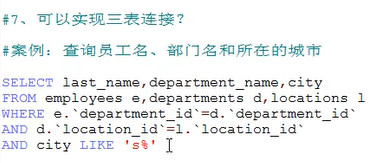 #7、可以实现三表连接？
#案例：查询员工名、部门名和所在的城市
SELECT last_name,department_name,city
FROM employees e,departments d,locations l
WHERE e.`department_id`=d.`department_id`
AND d.`location_id`=l.`location_id`
AND city LIKE 's%'